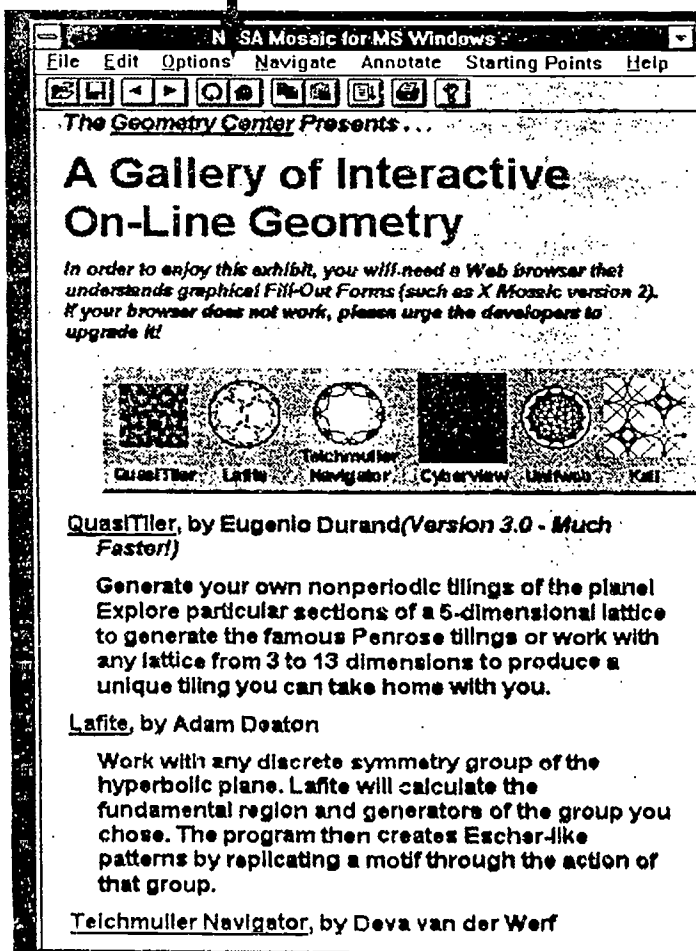 N SA Mosaic for MS Windows -
File Edit Options Navigate Annotate Starting Points Help
The Geometry Center Presents...
A Gallery of Interactive
On-Line Geometry
In order to enjoy this exhibit, you will need a Web browser that
understands graphical Fill-Out Forms (such as X Mosaic version 2).
If your browser does not work, please urge the developers to
upgrade it!
QuasiTiler Lafite Teichmuller Navigator Cyberview Unifweb Kali
QuasiTiler, by Eugenio Durand(Version 3.0 - Much
Faster!)
Generate your own nonperiodic tilings of the plane!
Explore particular sections of a 5-dimensional lattice
to generate the famous Penrose tilings or work with
any lattice from 3 to 13 dimensions to produce a
unique tiling you can take home with you.
Lafite, by Adam Deaton
Work with any discrete symmetry group of the
hyperbolic plane. Lafite will calculate the
fundamental region and generators of the group you
chose. The program then creates Escher-like
patterns by replicating a motif through the action of
that group.
Teichmuller Navigator, by Deva van der Werf